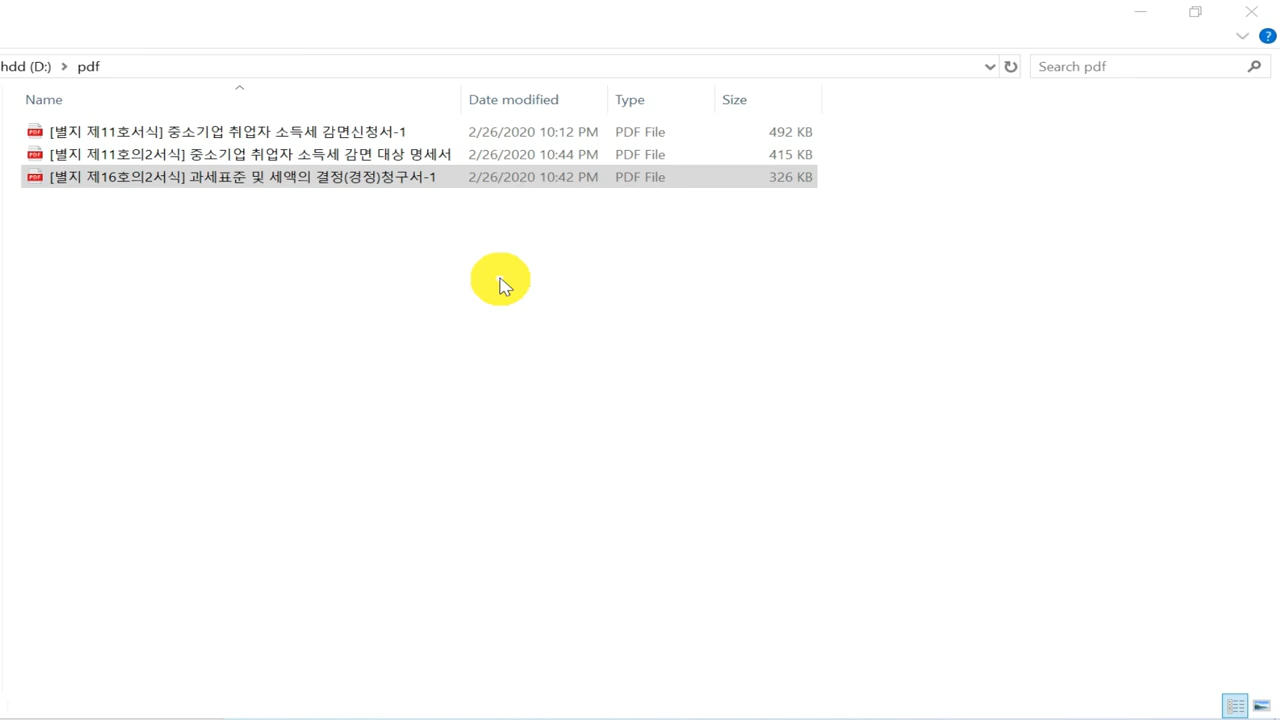 ?
hdd (D:) > pdf
Search pdf
Name Date modified Type Size
PDF [별지 제11호서식] 중소기업 취업자 소득세 감면신청서-1 2/26/2020 10:12 PM PDF File 492 KB
PDF [별지 제11호의2서식] 중소기업 취업자 소득세 감면 대상 명세서 2/26/2020 10:44 PM PDF File 415 KB
PDF [별지 제16호의2서식] 과세표준 및 세액의 결정(경정)청구서-1 2/26/2020 10:42 PM PDF File 326 KB